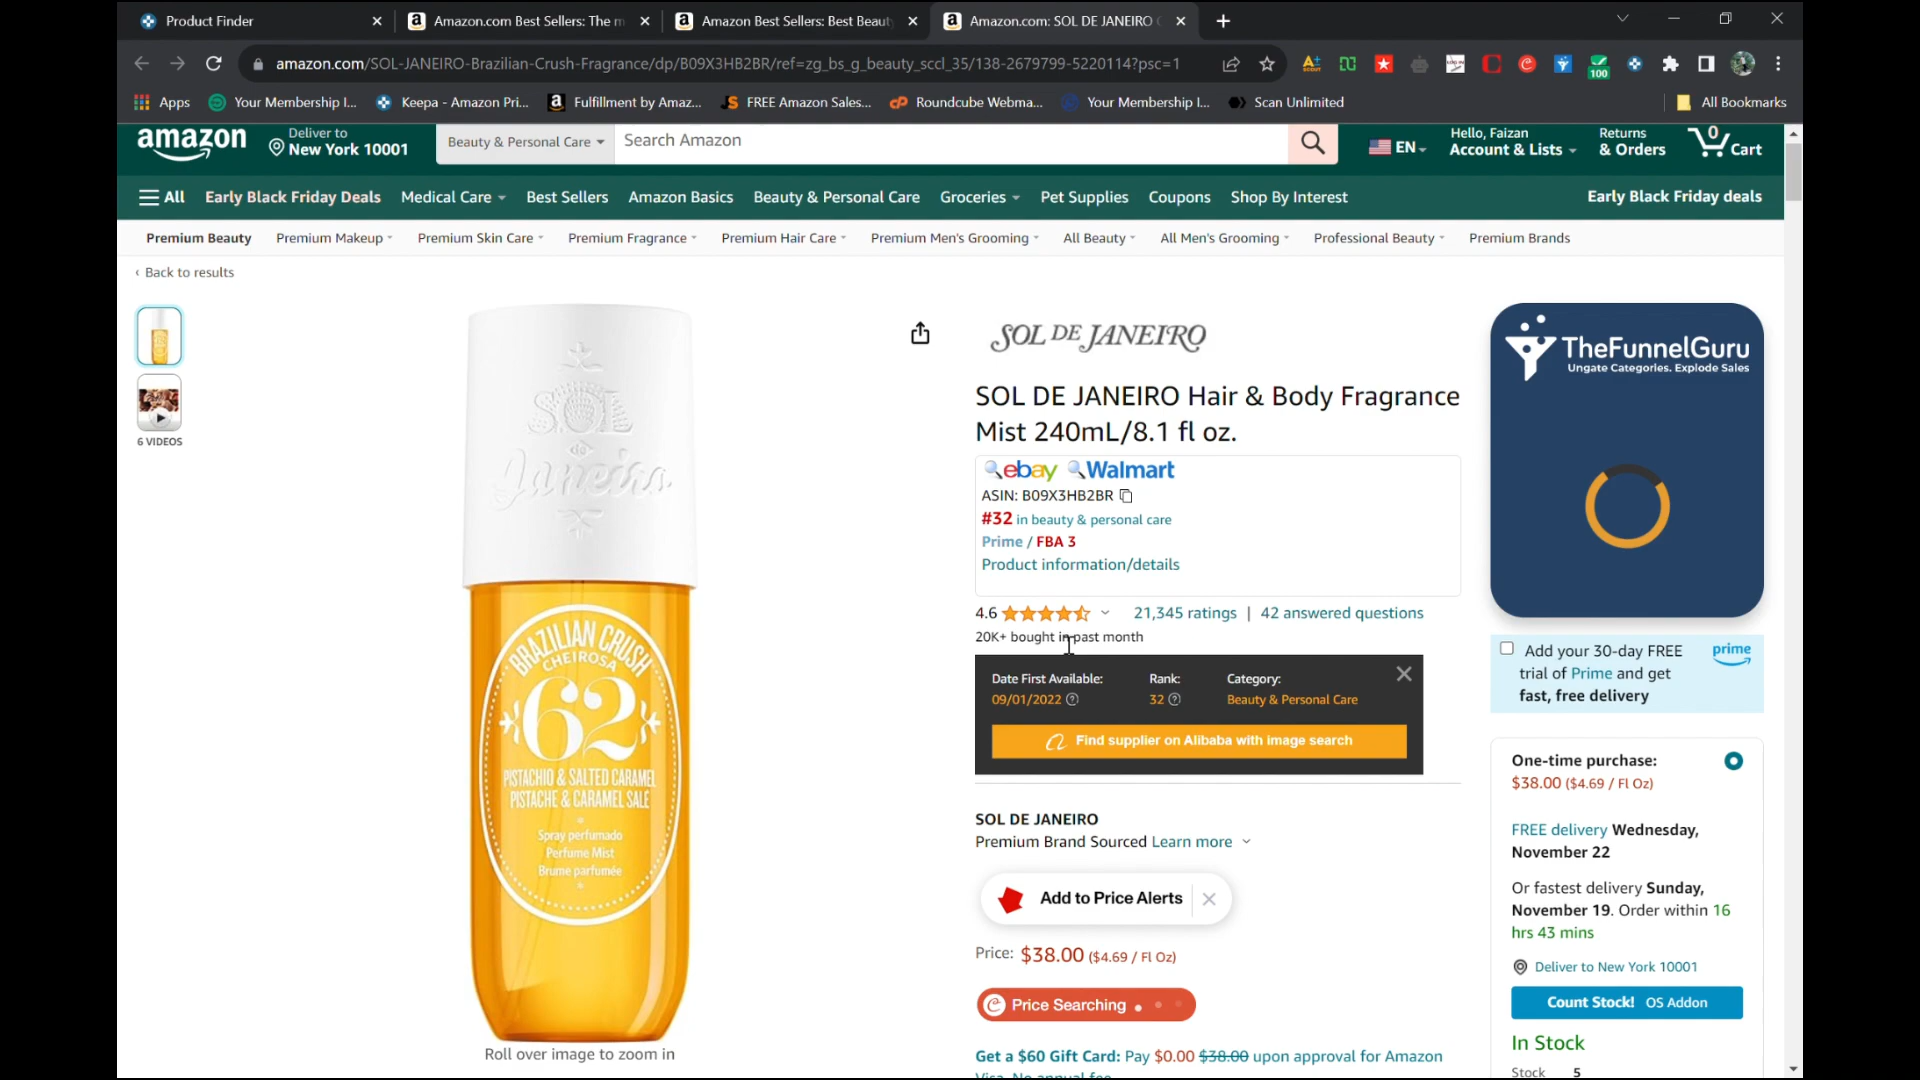 Product Finder
Amazon.com Best Sellers: The m
Amazon Best Sellers: Best Beaut
Amazon.com: SOL DE JANEIRO
amazon.com/SOL-JANEIRO-Brazilian-Crush-Fragrance/dp/B09X3HB2BR/ref=zg_bs_g_beauty_sccl_35/138-2679799-5220114?psc=1
100
Apps
Your Membership I...
Keepa - Amazon Pri...
Fulfillment by Amaz...
FREE Amazon Sales...
Roundcube Webma...
Your Membership I...
Scan Unlimited
All Bookmarks
amazon
Deliver to
New York 10001
Beauty & Personal Care
Search Amazon
EN
Hello, Faizan
Account & Lists
Returns
& Orders
0
Cart
All
Early Black Friday Deals
Medical Care
Best Sellers
Amazon Basics
Beauty & Personal Care
Groceries
Pet Supplies
Coupons
Shop By Interest
Early Black Friday deals
Premium Beauty
Premium Makeup
Premium Skin Care
Premium Fragrance
Premium Hair Care
Premium Men's Grooming
All Beauty
All Men's Grooming
Professional Beauty
Premium Brands
‹ Back to results
6 VIDEOS
SOL
de
Janeiro
BRAZILIAN CRUSH
CHEIROSA
62
PISTACHIO & SALTED CARAMEL
PISTACHE & CARAMEL SALÉ
Spray perfumado
Perfume Mist
Brume parfumée
Roll over image to zoom in
SOL DE JANEIRO
SOL DE JANEIRO Hair & Body Fragrance
Mist 240mL/8.1 fl oz.
ebay Walmart
ASIN: B09X3HB2BR
#32 in beauty & personal care
Prime / FBA 3
Product information/details
4.6
21,345 ratings | 42 answered questions
20K+ bought in past month
Date First Available:
09/01/2022
Rank:
32
Category:
Beauty & Personal Care
Find supplier on Alibaba with image search
SOL DE JANEIRO
Premium Brand Sourced Learn more
Add to Price Alerts
Price: $38.00 ($4.69 / Fl Oz)
Price Searching
Get a $60 Gift Card: Pay $0.00 $38.00 upon approval for Amazon
Visa. No annual fee.
TheFunnelGuru
Ungate Categories. Explode Sales
Add your 30-day FREE
trial of Prime and get
fast, free delivery
prime
One-time purchase:
$38.00 ($4.69 / Fl Oz)
FREE delivery Wednesday,
November 22
Or fastest delivery Sunday,
November 19. Order within 16
hrs 43 mins
Deliver to New York 10001
Count Stock! OS Addon
In Stock
Stock 5